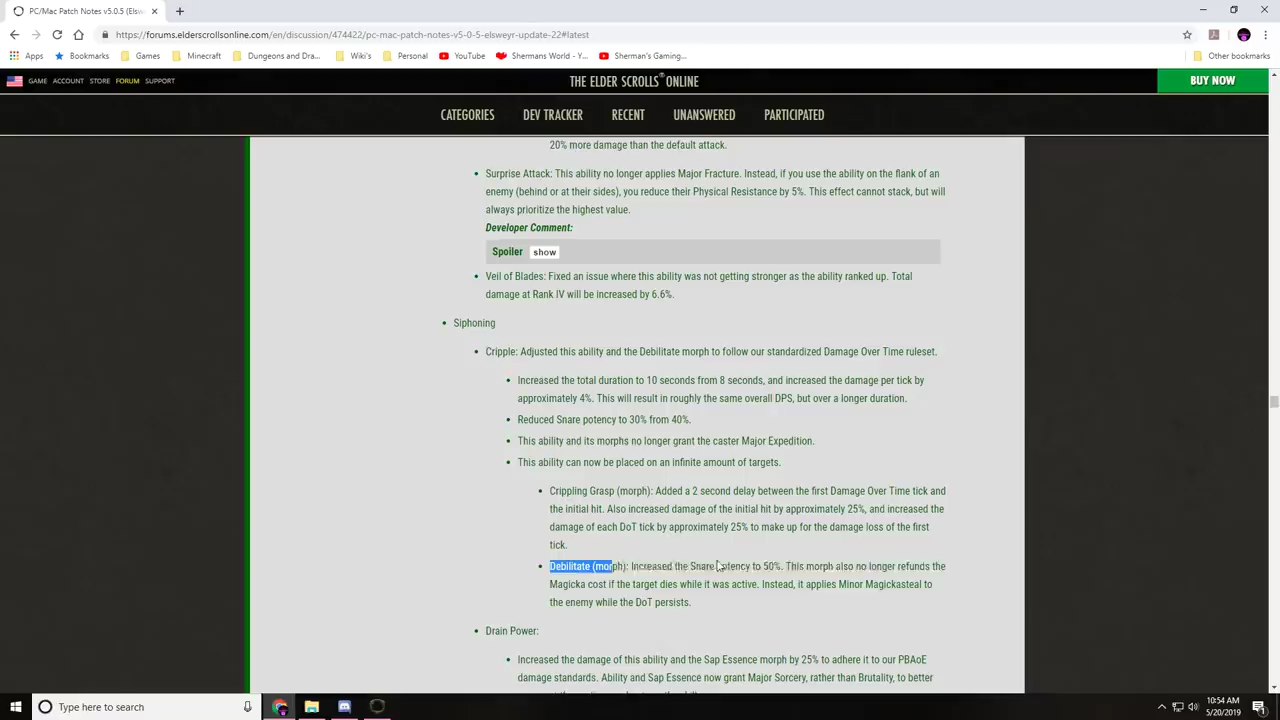 PC/Mac Patch Notes v5.0.5 (Elsw
https://forums.elderscrollsonline.com/en/discussion/474422/pc-mac-patch-notes-v5-0-5-elsweyr-update-22#latest
Apps Bookmarks Games Minecraft Dungeons and Dra... Wiki's Personal YouTube Shermans World - Y... Sherman's Gaming... Other bookmarks
GAME ACCOUNT STORE FORUM SUPPORT THE ELDER SCROLLS® ONLINE BUY NOW
CATEGORIES DEV TRACKER RECENT UNANSWERED PARTICIPATED
20% more damage than the default attack.
Surprise Attack: This ability no longer applies Major Fracture. Instead, if you use the ability on the flank of an
enemy (behind or at their sides), you reduce their Physical Resistance by 5%. This effect cannot stack, but will
always prioritize the highest value.
Developer Comment:
Spoiler show
Veil of Blades: Fixed an issue where this ability was not getting stronger as the ability ranked up. Total
damage at Rank IV will be increased by 6.6%.
Siphoning
Cripple: Adjusted this ability and the Debilitate morph to follow our standardized Damage Over Time ruleset.
Increased the total duration to 10 seconds from 8 seconds, and increased the damage per tick by
approximately 4%. This will result in roughly the same overall DPS, but over a longer duration.
Reduced Snare potency to 30% from 40%.
This ability and its morphs no longer grant the caster Major Expedition.
This ability can now be placed on an infinite amount of targets.
Crippling Grasp (morph): Added a 2 second delay between the first Damage Over Time tick and
the initial hit. Also increased damage of the initial hit by approximately 25%, and increased the
damage of each DoT tick by approximately 25% to make up for the damage loss of the first
tick.
Debilitate (morph): Increased the Snare potency to 50%. This morph also no longer refunds the
Magicka cost if the target dies while it was active. Instead, it applies Minor Magickasteal to
the enemy while the DoT persists.
Drain Power:
Increased the damage of this ability and the Sap Essence morph by 25% to adhere it to our PBAoE
damage standards. Ability and Sap Essence now grant Major Sorcery, rather than Brutality, to better
Type here to search
10:54 AM
5/20/2019